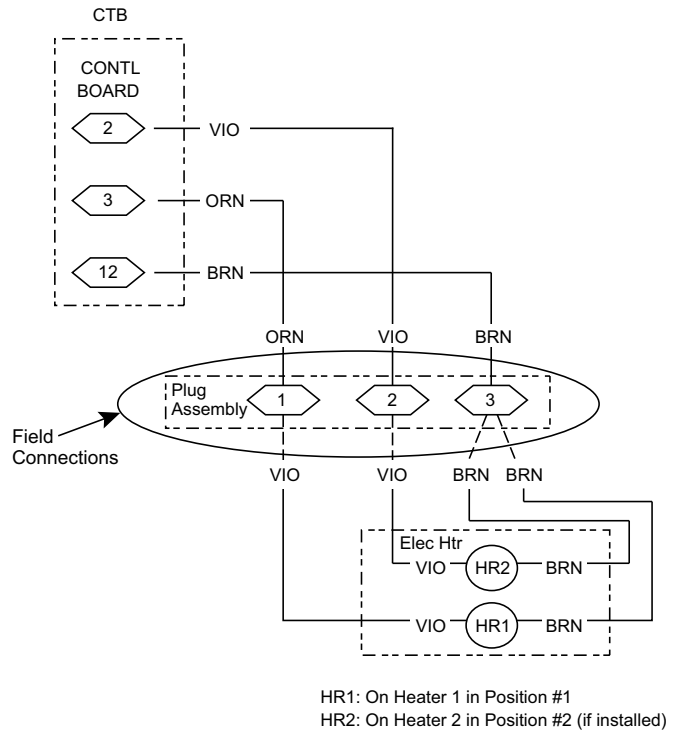 CTB
CONTL
BOARD
2 VIO
3 ORN
12 BRN
ORN VIO BRN
Plug
Assembly
1 2 3
Field
Connections
VIO VIO BRN BRN
Elec Htr
VIO HR2 BRN
VIO HR1 BRN
HR1: On Heater 1 in Position #1
HR2: On Heater 2 in Position #2 (if installed)